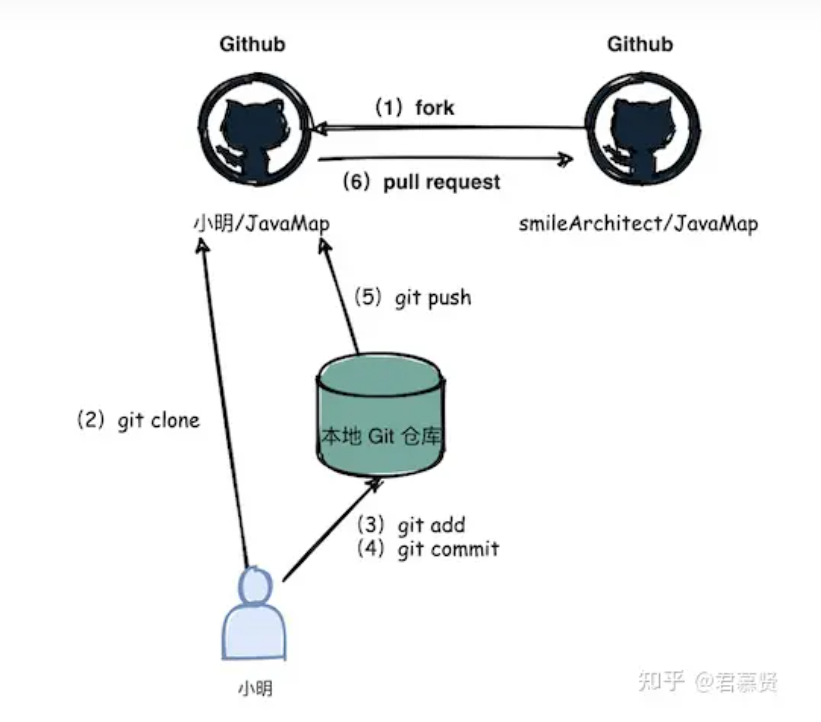 Github
Github
（1）fork
（6）pull request
小明/JavaMap
smileArchitect/JavaMap
（5）git push
（2）git clone
本地 Git 仓库
（3）git add
（4）git commit
小明
知乎 @君慕贤